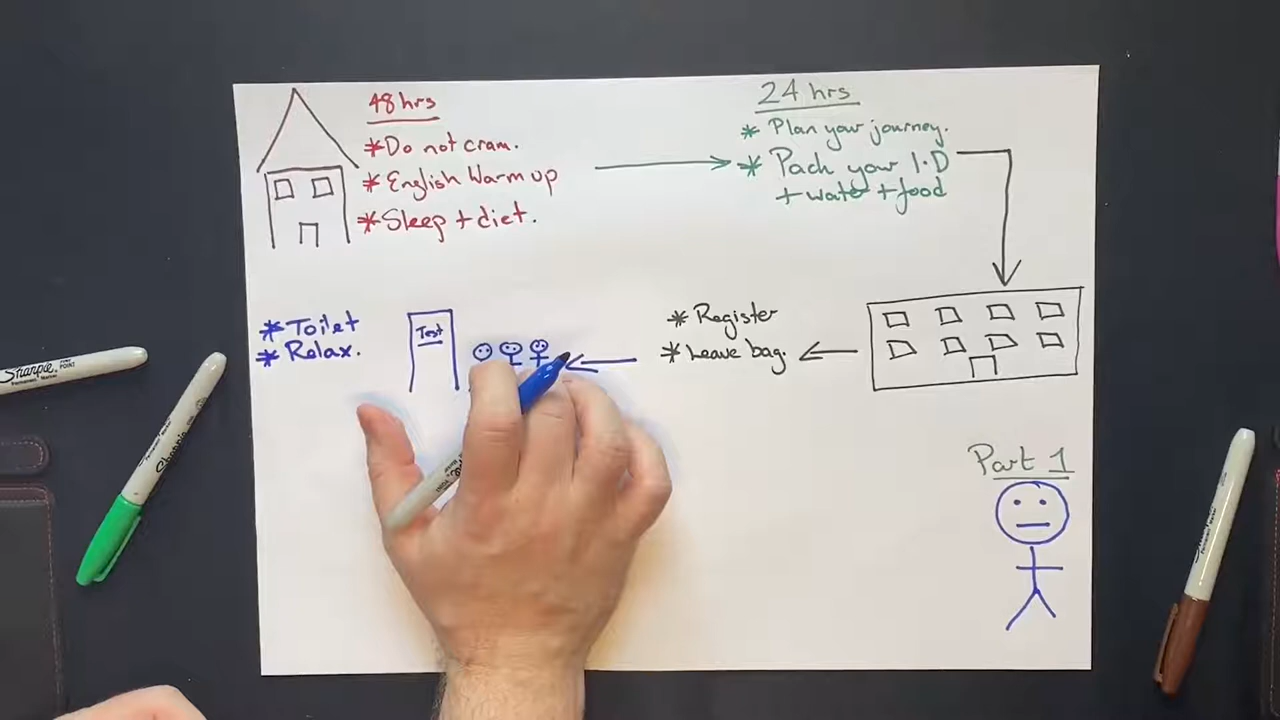 48 hrs
*Do not cram.
*English Warm up
*Sleep + diet.
24 hrs
* Plan your journey.
* Pack your I.D
+ water + food
* Toilet
* Relax.
Test
* Register
* Leave bag.
Part 1
Sharpie
Sharpie